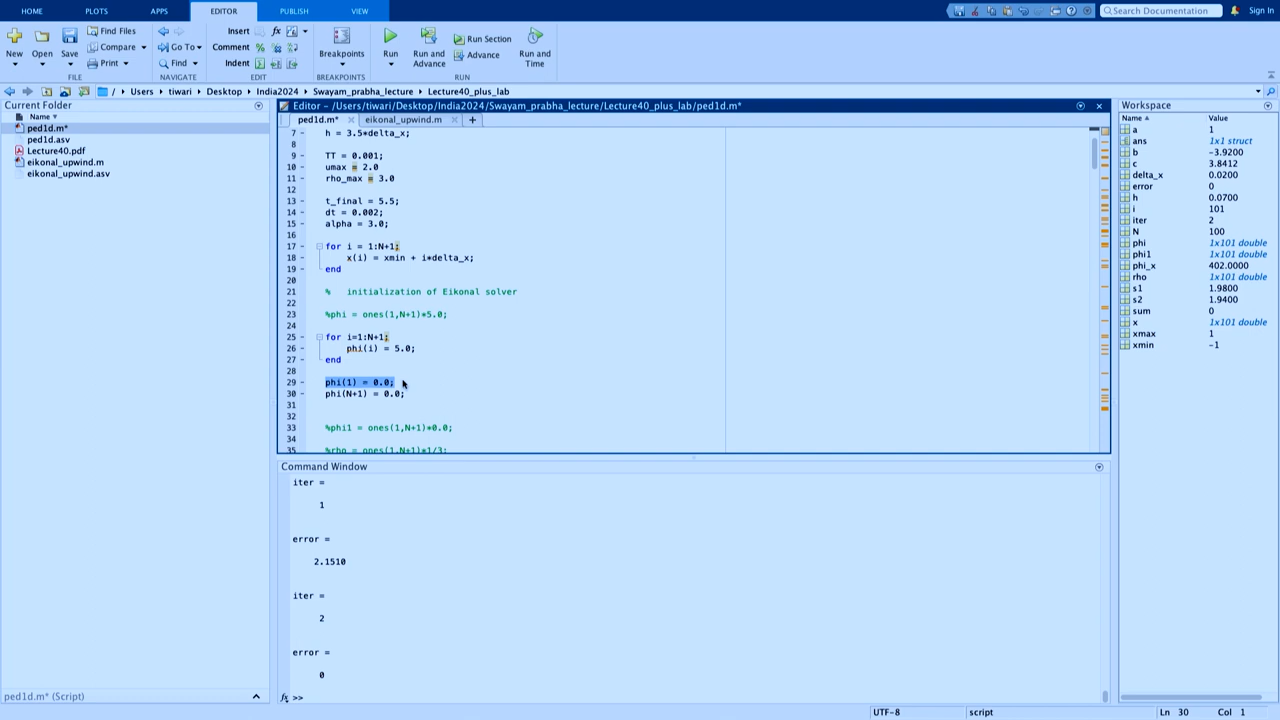 HOME PLOTS APPS EDITOR PUBLISH VIEW Search Documentation Sign In
New Open Save Find Files Compare Print Go To Find Insert fx Comment Indent Breakpoints Run Run and Advance Run Section Advance Run and Time
FILE NAVIGATE EDIT BREAKPOINTS RUN
/ Users tiwari Desktop India2024 Swayam_prabha_lecture Lecture40_plus_lab
Current Folder
Name
ped1d.m*
ped1d.asv
Lecture40.pdf
eikonal_upwind.m
eikonal_upwind.asv
ped1d.m* (Script)
Editor - /Users/tiwari/Desktop/India2024/Swayam_prabha_lecture/Lecture40_plus_lab/ped1d.m*
ped1d.m* eikonal_upwind.m +
7 - h = 3.5*delta_x;
8
9 - TT = 0.001;
10 - umax = 2.0
11 - rho_max = 3.0
12
13 - t_final = 5.5;
14 - dt = 0.002;
15 - alpha = 3.0;
16
17 - for i = 1:N+1;
18 - x(i) = xmin + i*delta_x;
19 - end
20
21 % initialization of Eikonal solver
22
23 %phi = ones(1,N+1)*5.0;
24
25 - for i=1:N+1;
26 - phi(i) = 5.0;
27 - end
28
29 - phi(1) = 0.0;
30 - phi(N+1) = 0.0;
31
32
33 %phi1 = ones(1,N+1)*0.0;
34
35 %rho = ones(1,N+1)*1/3;
Command Window
iter =
1
error =
2.1510
iter =
2
error =
0
fx >>
Workspace
Name Value
a 1
ans 1x1 struct
b -3.9200
c 3.8412
delta_x 0.0200
error 0
h 0.0700
i 101
iter 2
N 100
phi 1x101 double
phi1 1x101 double
phi_x 402.0000
rho 1x101 double
s1 1.9800
s2 1.9400
sum 0
x 1x101 double
xmax 1
xmin -1
UTF-8 script Ln 30 Col 1